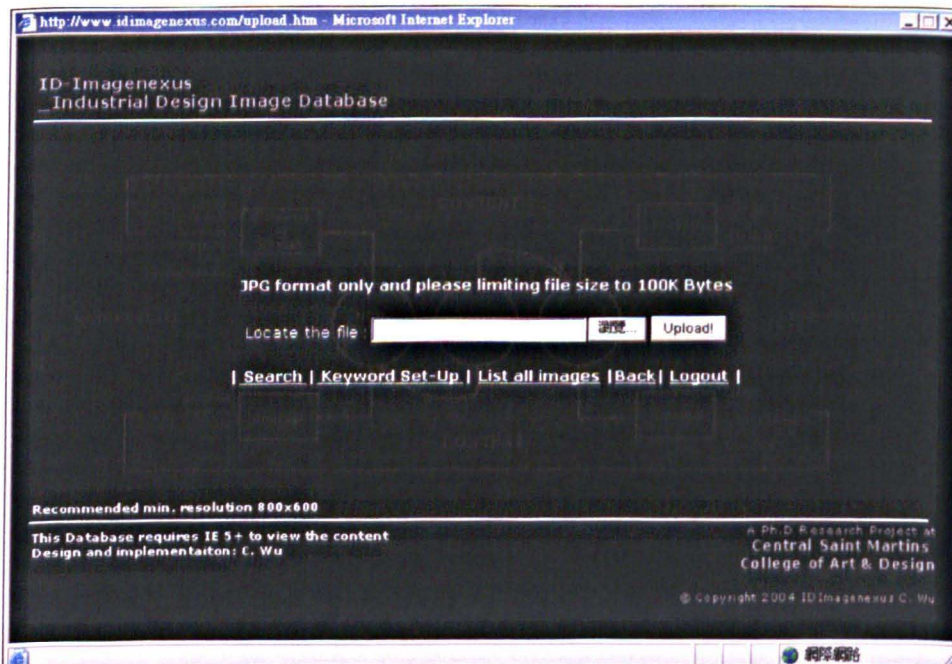 http://www.idimagenexus.com/upload.htm - Microsoft Internet Explorer
ID-Imagenexus
_Industrial Design Image Database
JPG format only and please limiting file size to 100K Bytes
Locate the file 瀏覽... Upload!
| Search | Keyword Set-Up | List all images |Back| Logout |
Recommended min. resolution 800x600
This Database requires IE 5+ to view the content
Design and implementaiton: C. Wu
A Ph.D Research Project at
Central Saint Martins
College of Art & Design
© Copyright 2004 IDImagenexus C. Wu
網際網路